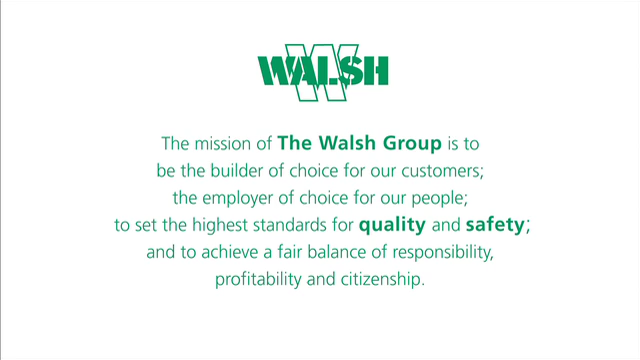 WALSH
The mission of The Walsh Group is to
be the builder of choice for our customers;
the employer of choice for our people;
to set the highest standards for quality and safety;
and to achieve a fair balance of responsibility,
profitability and citizenship.